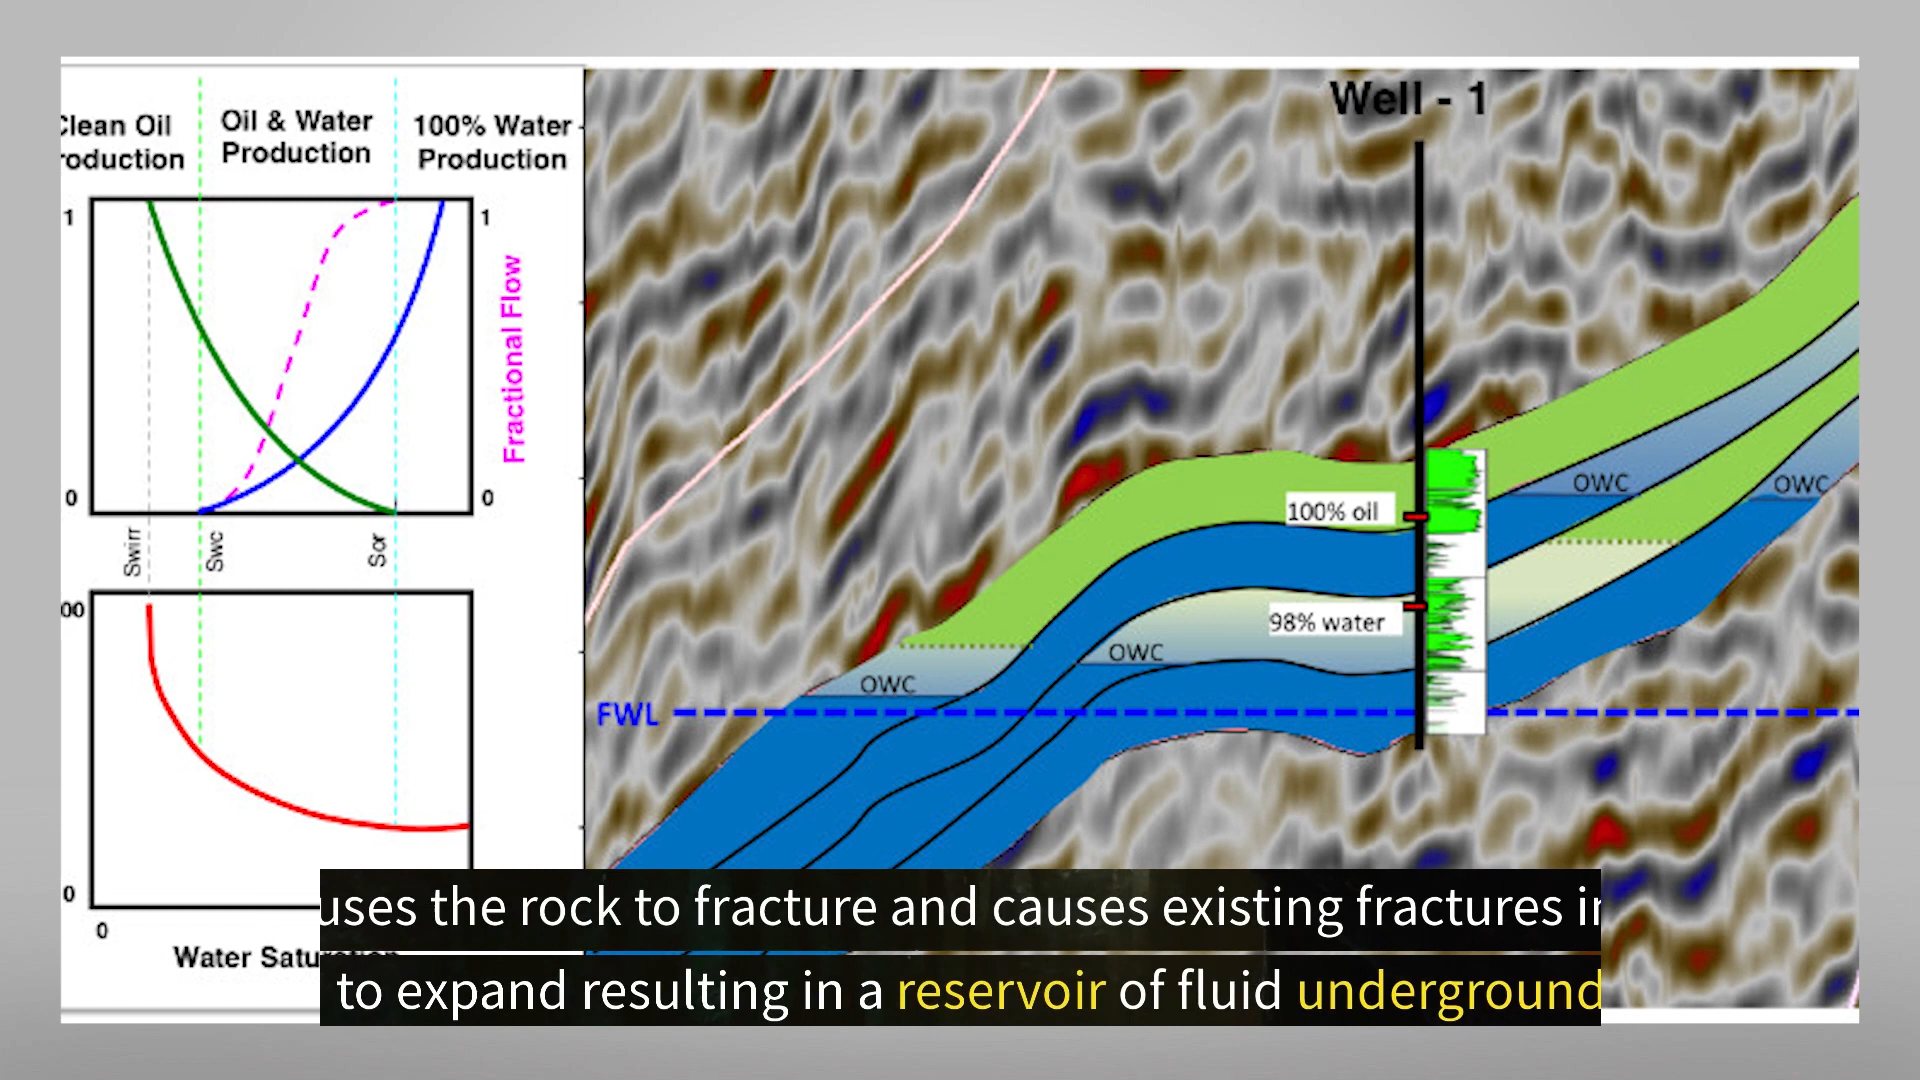 Clean Oil
roduction
Oil & Water
Production
100% Water
Production
1
1
0
0
Fractional Flow
Swirr
Swc
Sor
00
0
0
Water Satu
Well - 1
100% oil
98% water
OWC
OWC
OWC
OWC
FWL
uses the rock to fracture and causes existing fractures in
to expand resulting in a reservoir of fluid underground